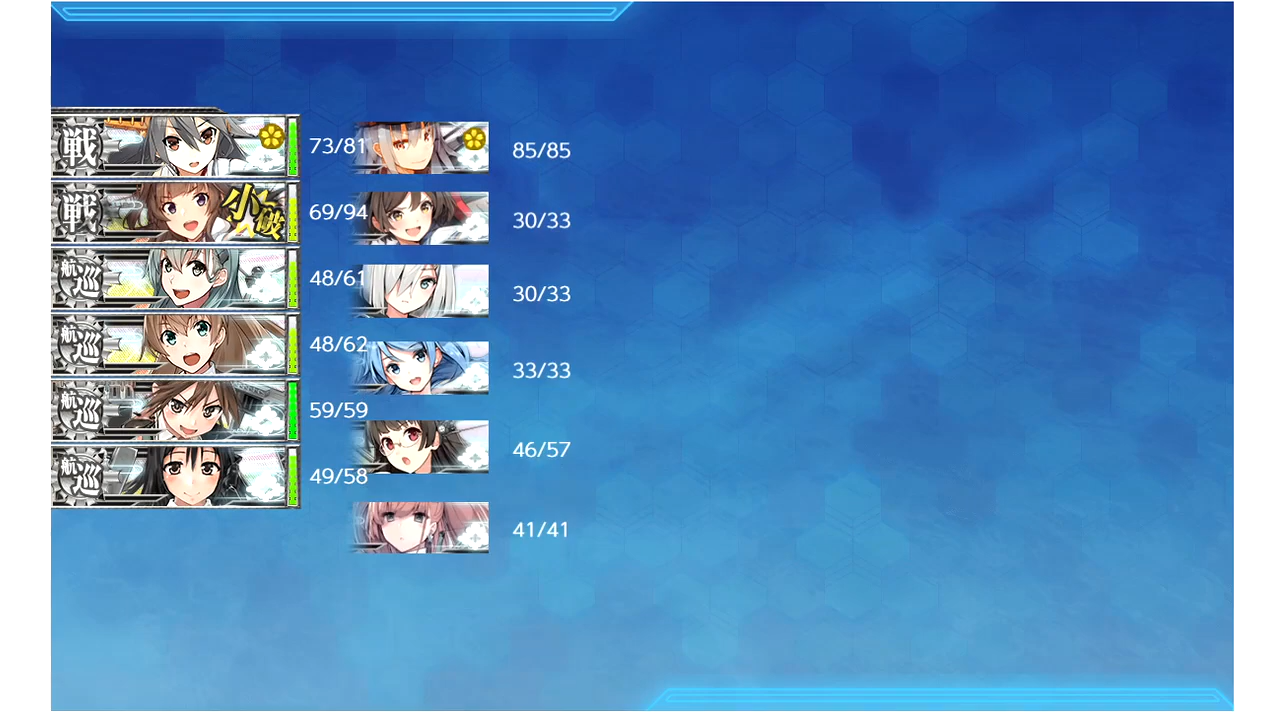 戦 73/81
戦 小破 69/94
航巡 48/61
航巡 48/62
航巡 59/59
航巡 49/58
85/85
30/33
30/33
33/33
46/57
41/41